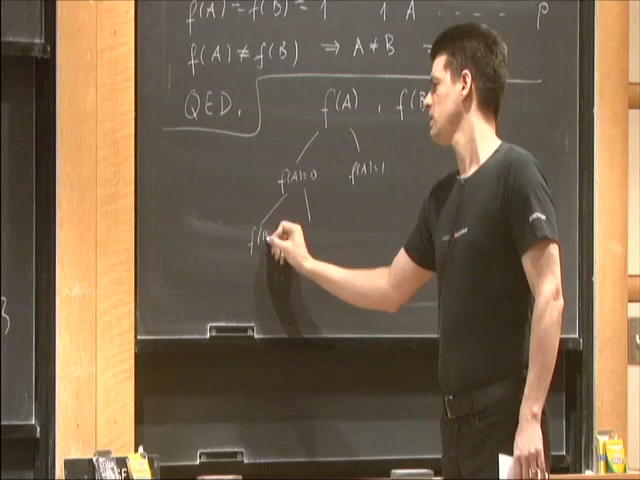 f(A) = f(B) = 1    1 A . - - - - . p
f(A) ≠ f(B) ⇒ A ≠ B
QED.
f(A) , f(B
f(A)=0    f(A)=1
f(